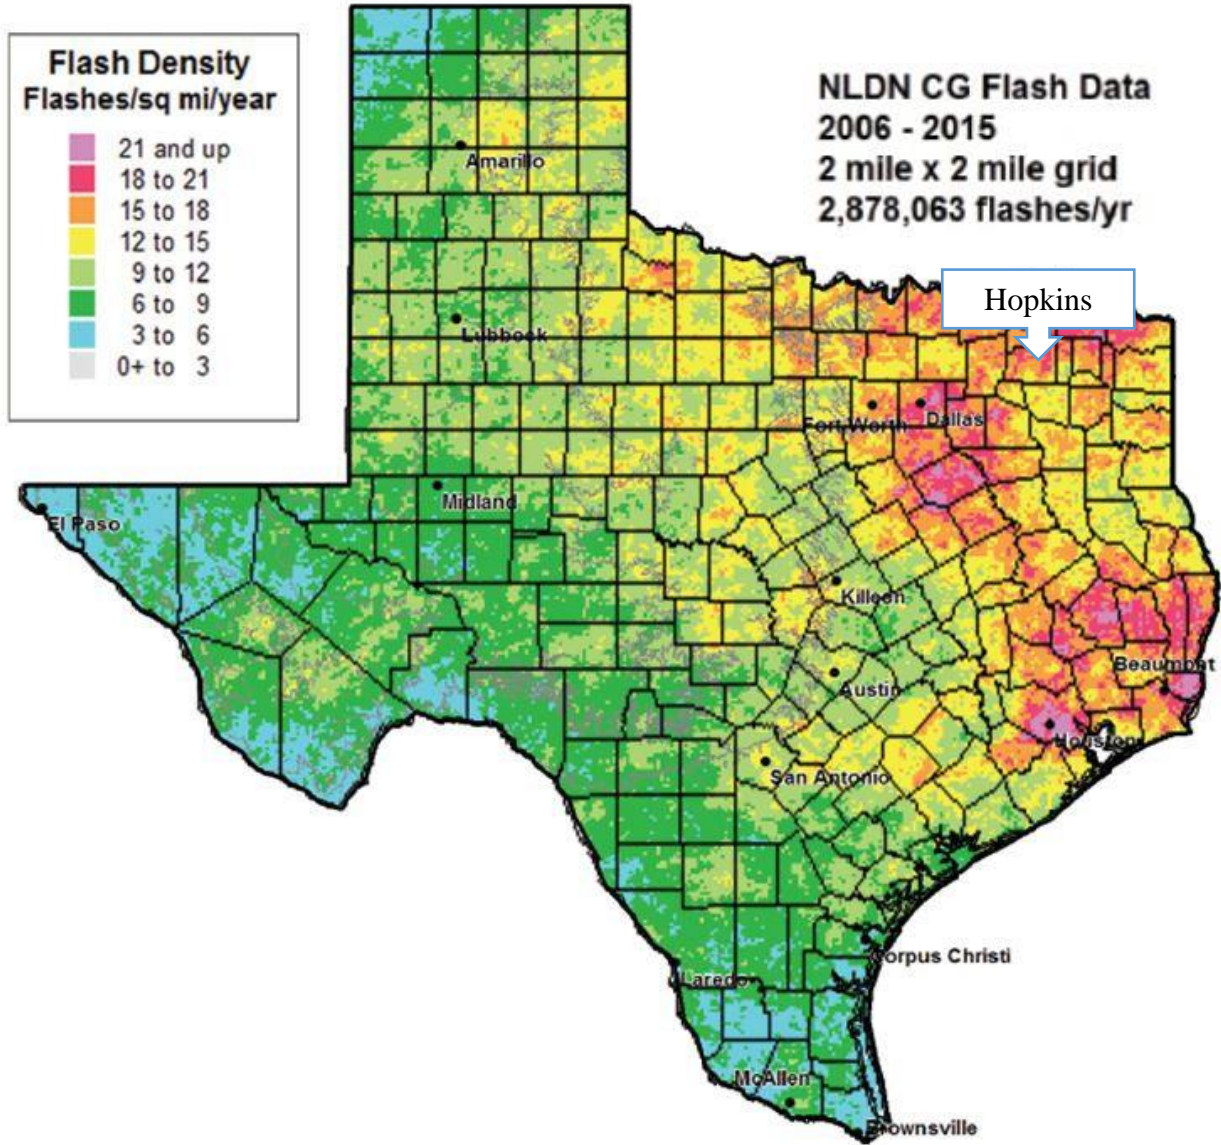 Flash Density
Flashes/sq mi/year
21 and up
18 to 21
15 to 18
12 to 15
9 to 12
6 to 9
3 to 6
0+ to 3
NLDN CG Flash Data
2006 - 2015
2 mile x 2 mile grid
2,878,063 flashes/yr
Amarillo
Hopkins
Lubbock
Fort Worth
Dallas
Midland
El Paso
Killeen
Beaumont
Austin
Houston
San Antonio
Corpus Christi
Laredo
McAllen
Brownsville